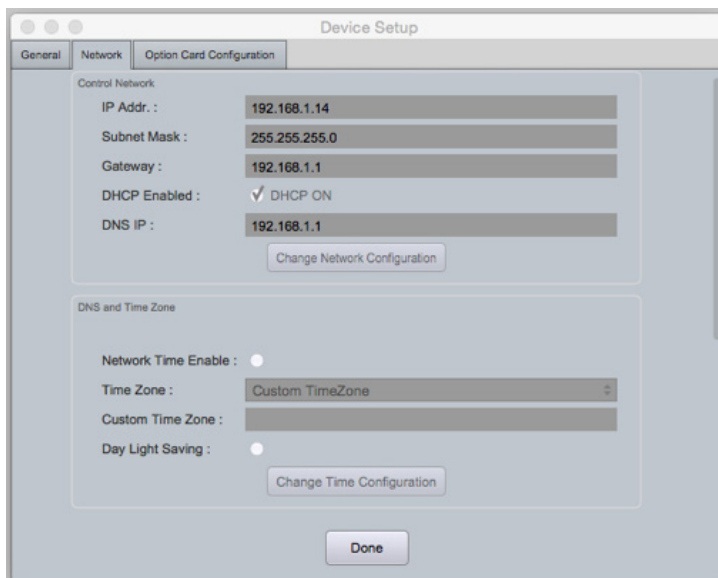 Device Setup
General Network Option Card Configuration
Control Network
IP Addr. : 192.168.1.14
Subnet Mask : 255.255.255.0
Gateway : 192.168.1.1
DHCP Enabled : DHCP ON
DNS IP : 192.168.1.1
Change Network Configuration
DNS and Time Zone
Network Time Enable :
Time Zone : Custom TimeZone
Custom Time Zone :
Day Light Saving :
Change Time Configuration
Done